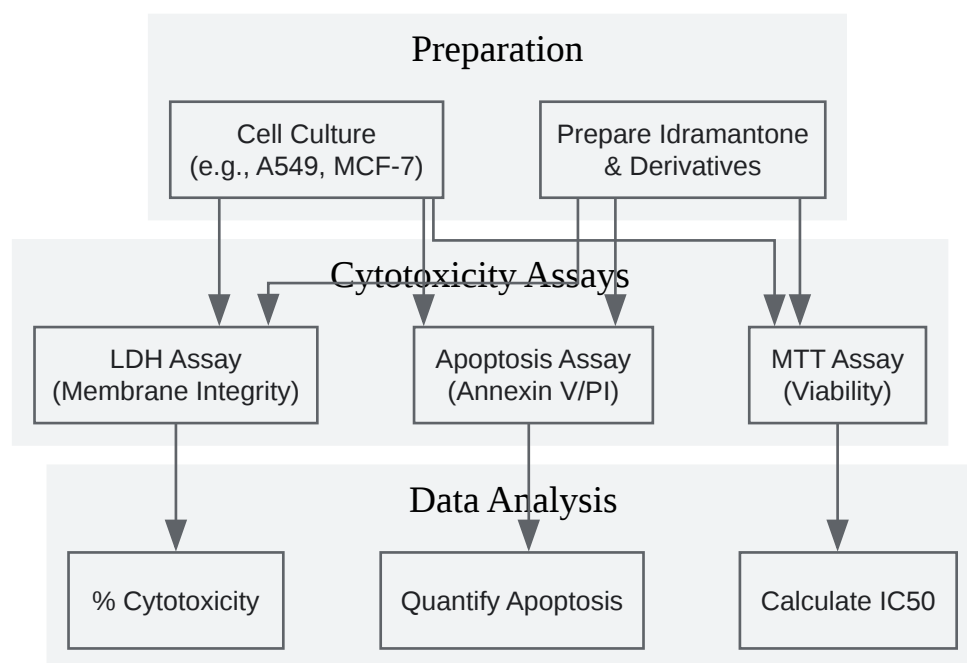 Preparation
Cell Culture
(e.g., A549, MCF-7)
Prepare Idramantone
& Derivatives
Cytotoxicity Assays
LDH Assay
(Membrane Integrity)
Apoptosis Assay
(Annexin V/PI)
MTT Assay
(Viability)
Data Analysis
% Cytotoxicity
Quantify Apoptosis
Calculate IC50